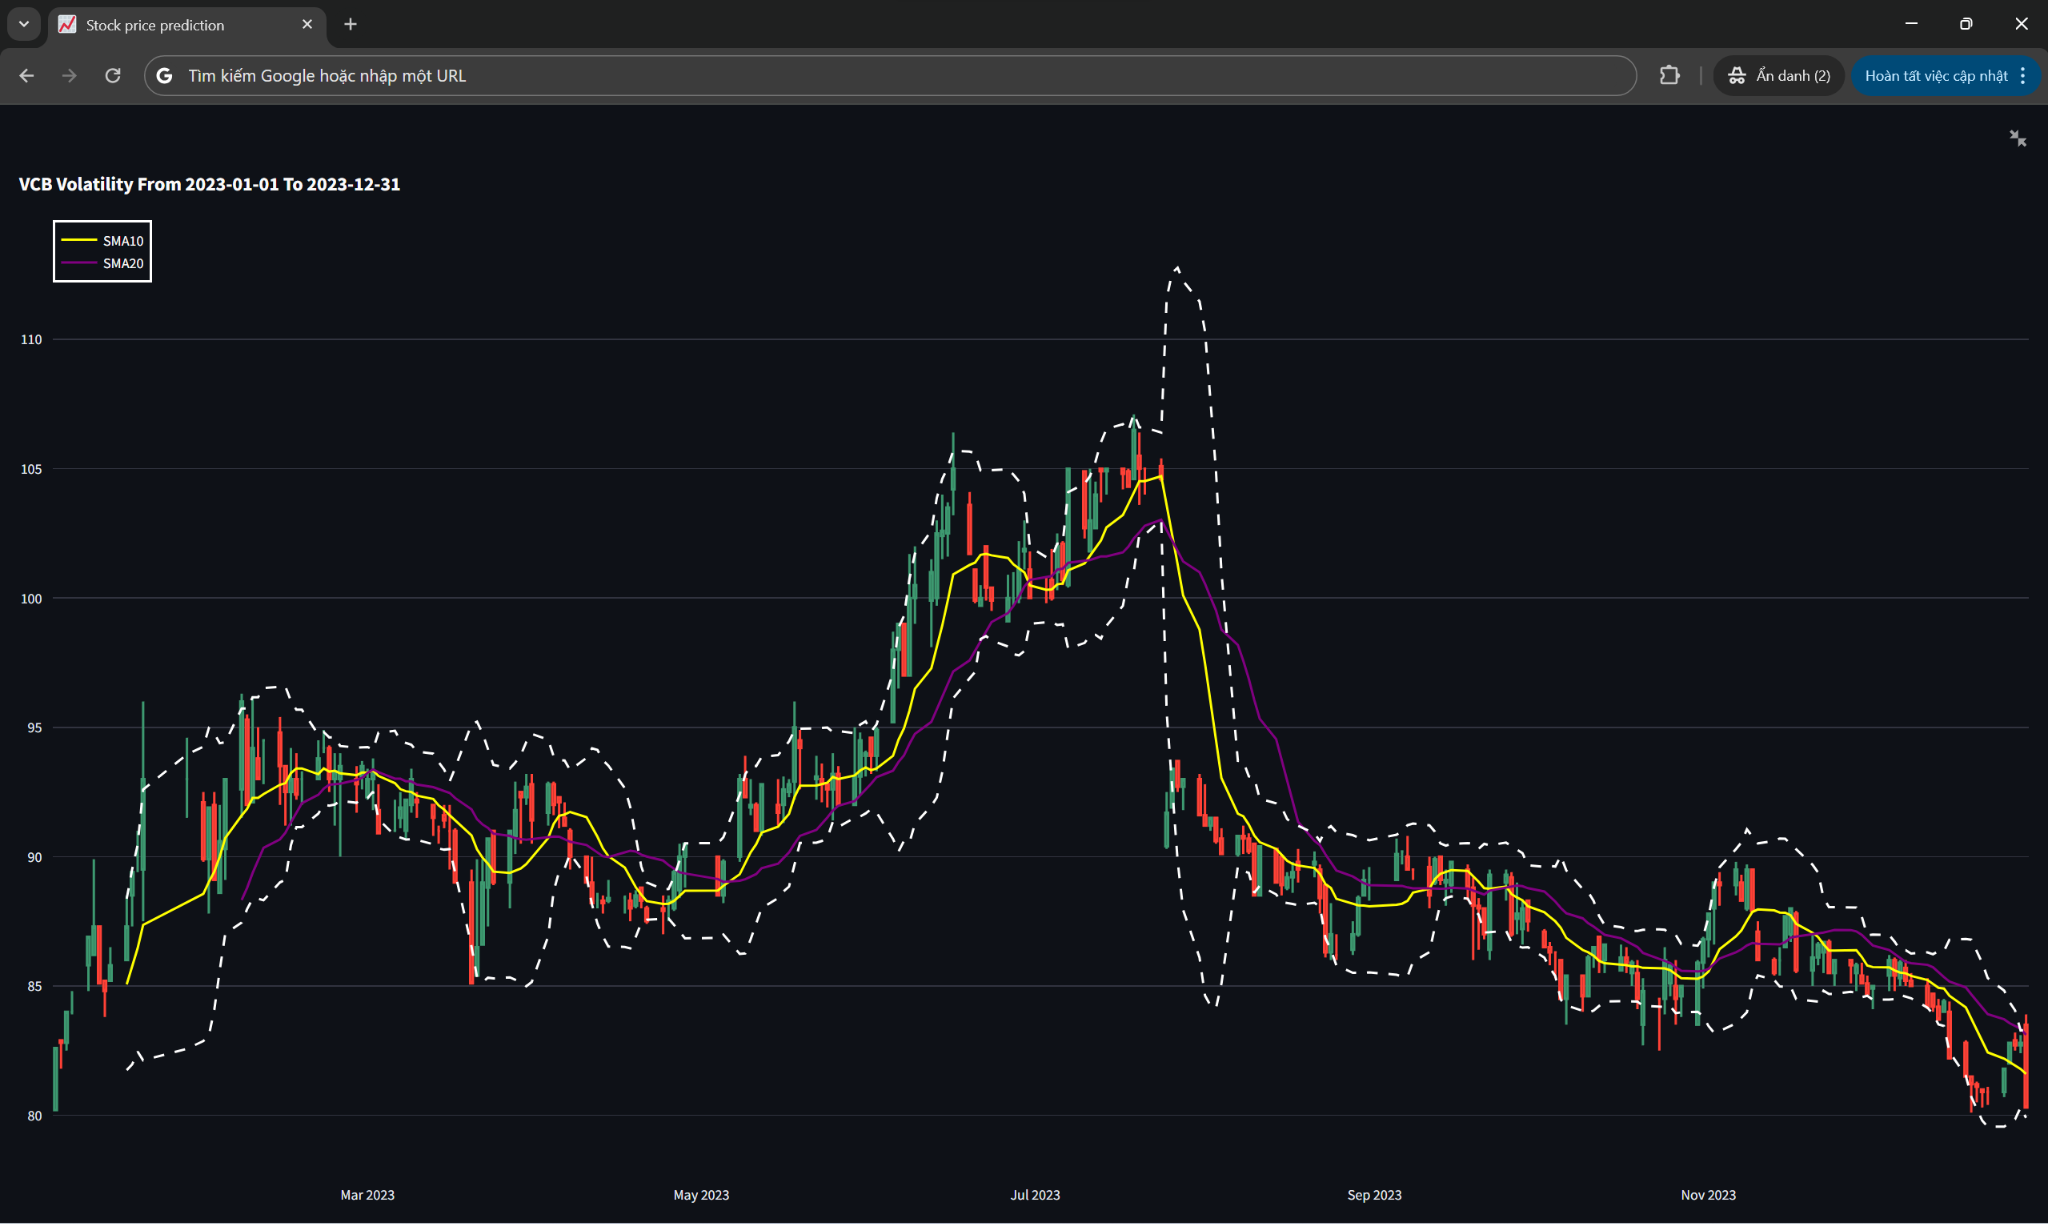 Stock price prediction
Tìm kiếm Google hoặc nhập một URL
Ẩn danh (2)
Hoàn tất việc cập nhật
VCB Volatility From 2023-01-01 To 2023-12-31
SMA10
SMA20
110
105
100
95
90
85
80
Mar 2023
May 2023
Jul 2023
Sep 2023
Nov 2023